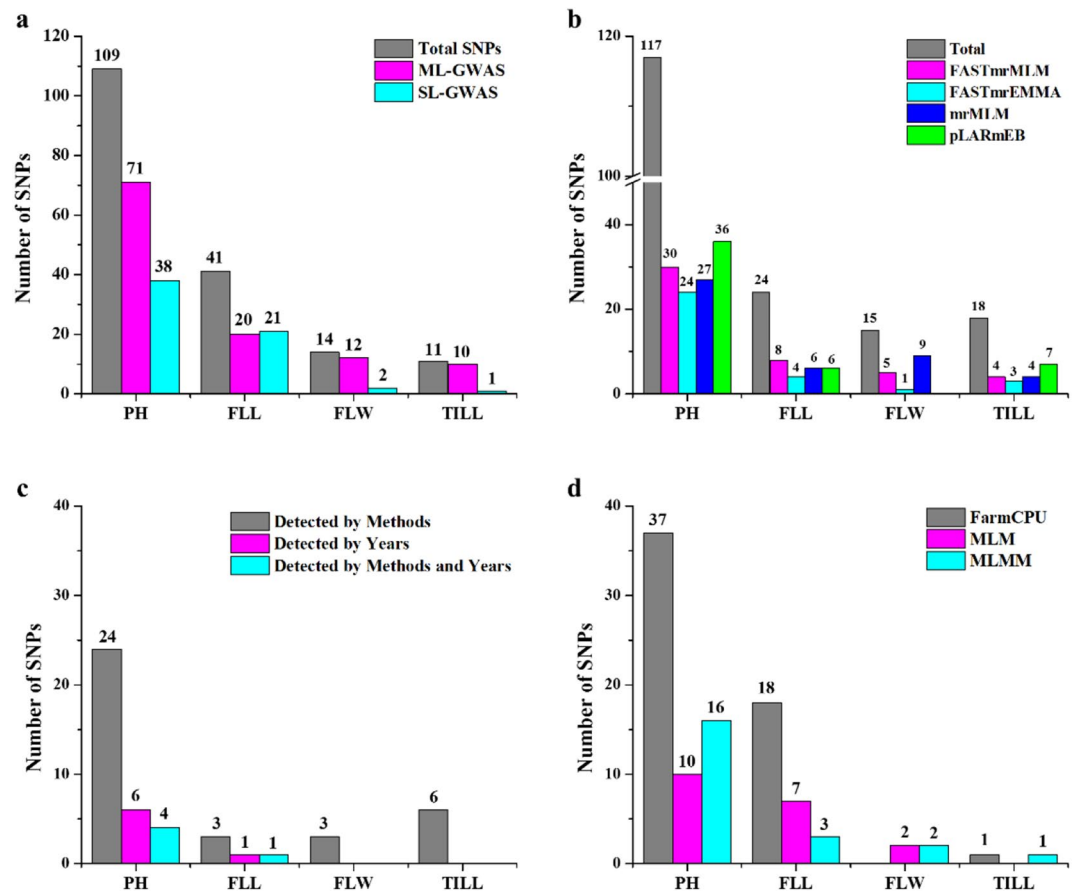 a
Number of SNPs
120
100
80
60
40
20
0
109
71
38
41
20
21
14
12
2
11
10
1
PH
FLL
FLW
TILL
Total SNPs
ML-GWAS
SL-GWAS
b
Number of SNPs
120
100
40
20
0
117
30
24
27
36
24
8
4
6
6
15
5
1
9
18
4
3
4
7
PH
FLL
FLW
TILL
Total
FASTmrMLM
FASTmrEMMA
mrMLM
pLARmEB
c
Number of SNPs
40
30
20
10
0
24
6
4
3
1
1
3
6
PH
FLL
FLW
TILL
Detected by Methods
Detected by Years
Detected by Methods and Years
d
Number of SNPs
40
30
20
10
0
37
10
16
18
7
3
2
2
1
1
PH
FLL
FLW
TILL
FarmCPU
MLM
MLMM